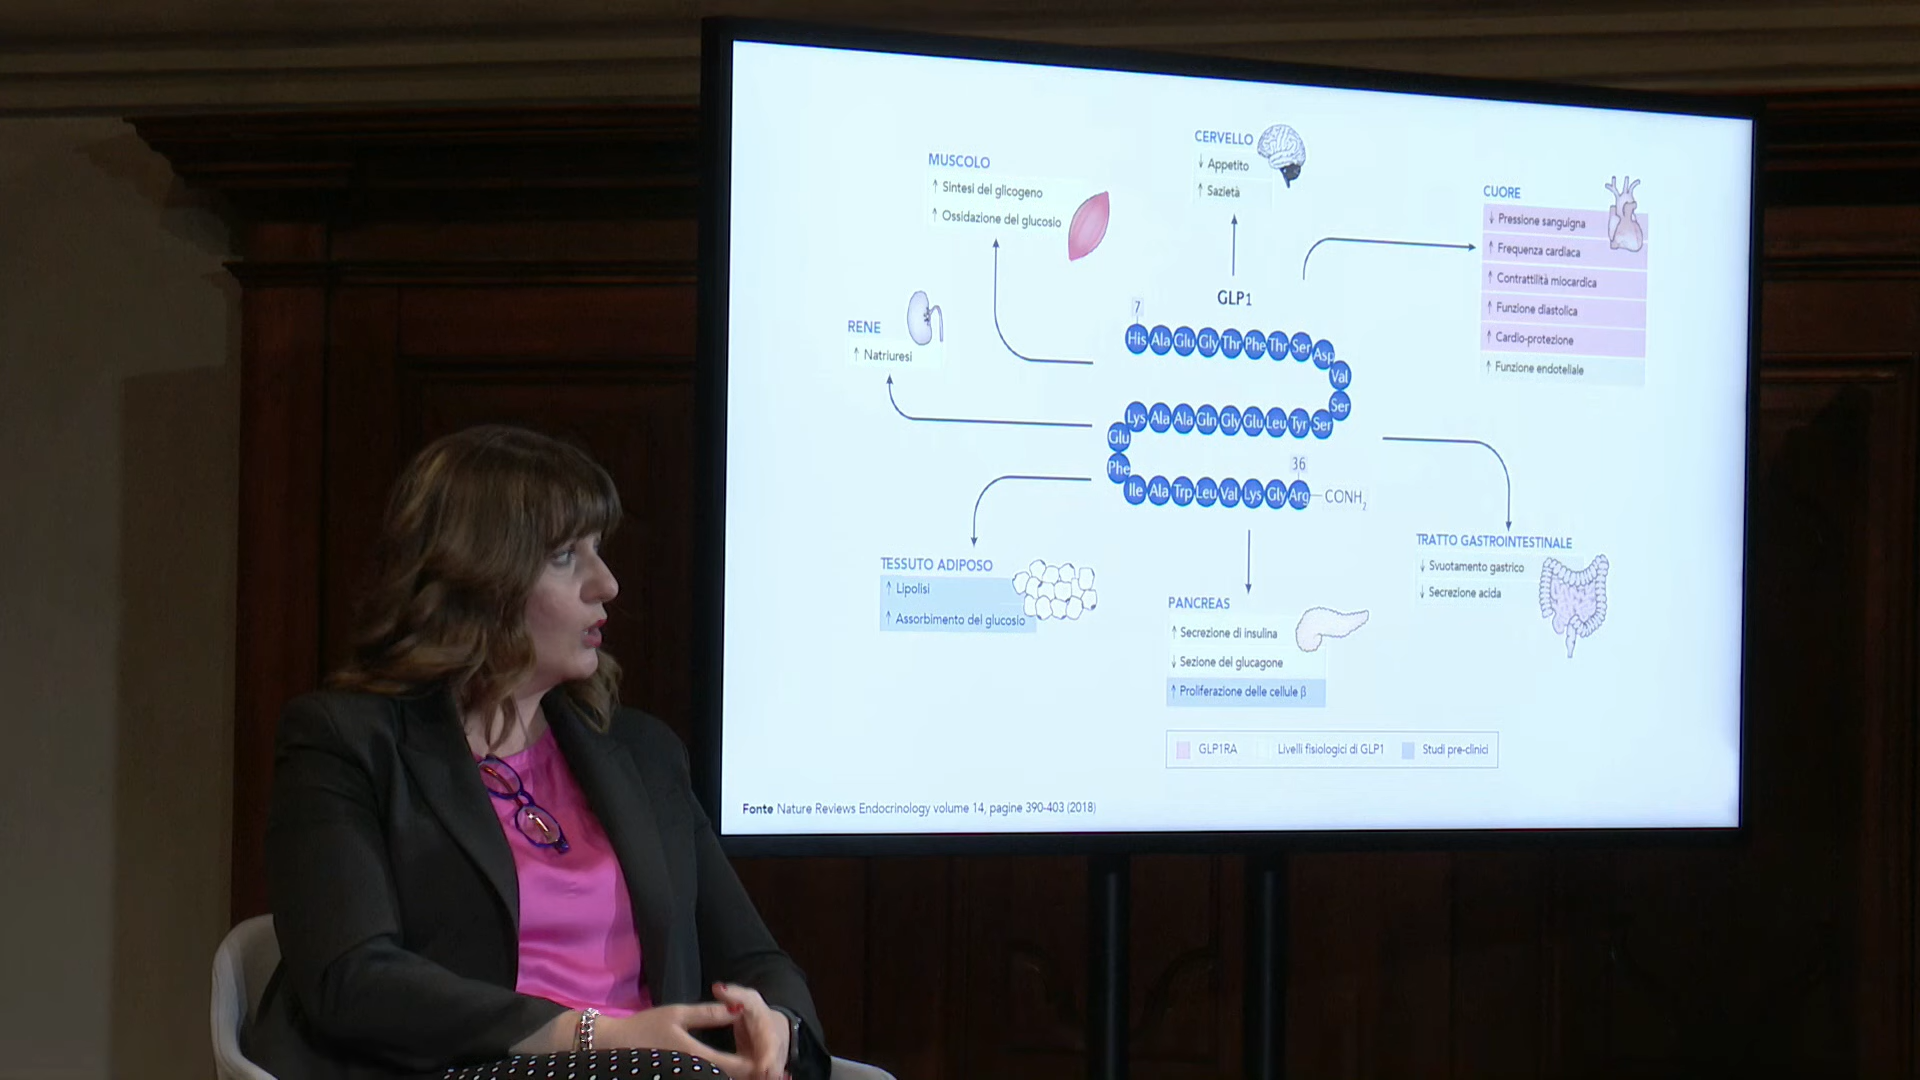 CERVELLO
↓ Appetito
↑ Sazietà
MUSCOLO
↑ Sintesi del glicogeno
↑ Ossidazione del glucosio
CUORE
↓ Pressione sanguigna
↑ Frequenza cardiaca
↑ Contrattilità miocardica
↑ Funzione diastolica
↑ Cardio-protezione
↑ Funzione endoteliale
RENE
↑ Natriuresi
GLP1
7
His Ala Glu Gly Thr Phe Thr Ser Asp
Val
Ser
Lys Ala Ala Gln Gly Glu Leu Tyr Ser
Glu
Phe
36
Ile Ala Trp Leu Val Lys Gly Arg CONH2
TESSUTO ADIPOSO
↑ Lipolisi
↑ Assorbimento del glucosio
PANCREAS
↑ Secrezione di insulina
↓ Sezione del glucagone
↑ Proliferazione delle cellule β
TRATTO GASTROINTESTINALE
↓ Svuotamento gastrico
↓ Secrezione acida
GLP1RA Livelli fisiologici di GLP1 Studi pre-clinici
Fonte Nature Reviews Endocrinology volume 14, pagine 390-403 (2018)